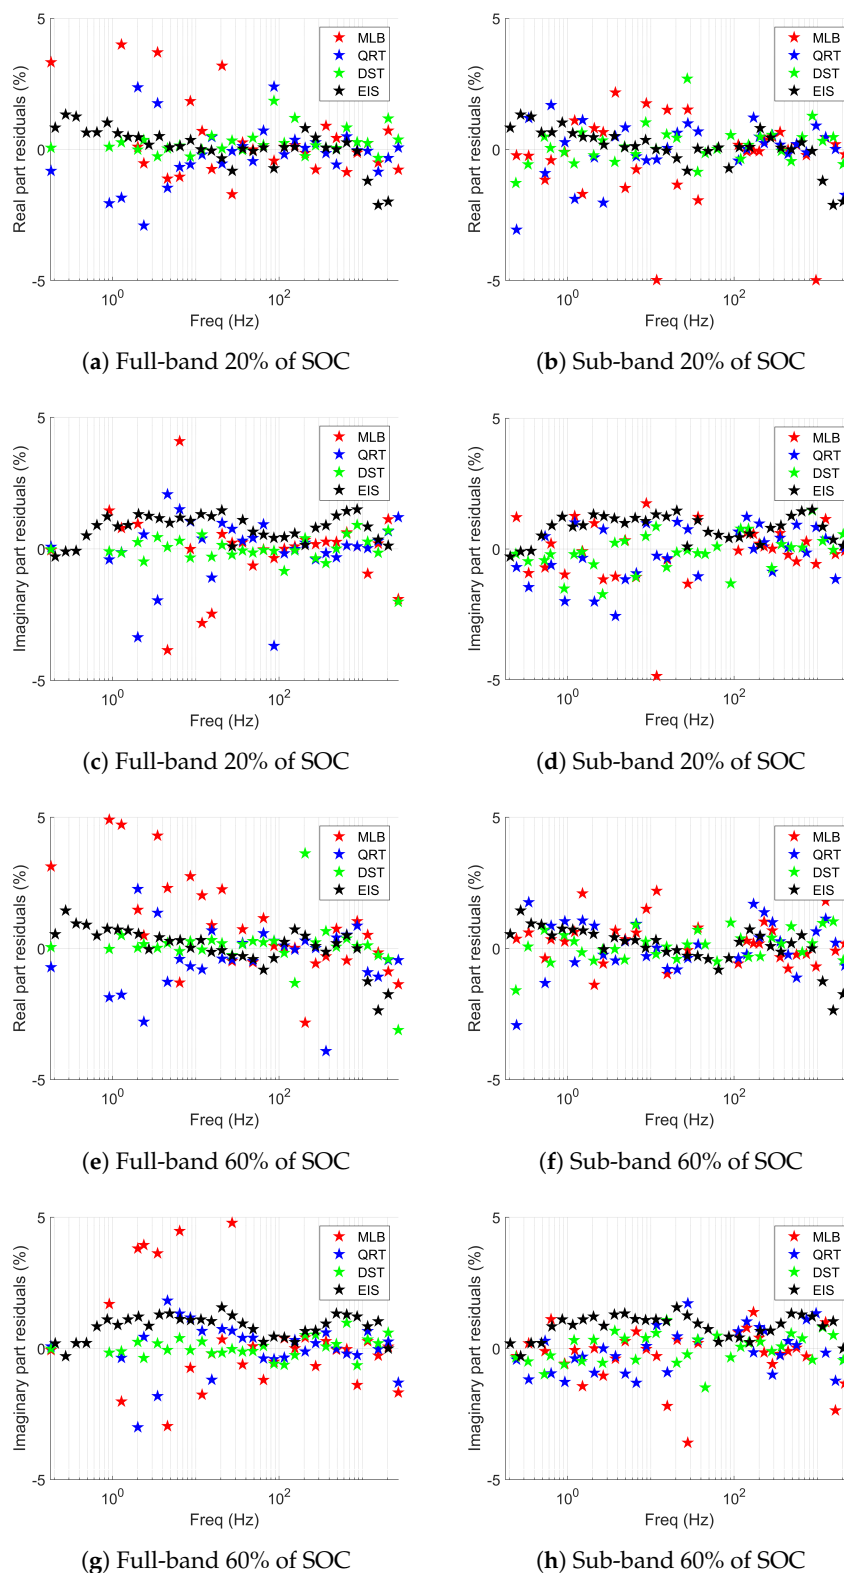 5
0
-5
Real part residuals (%)
10^0
10^2
Freq (Hz)
MLB
QRT
DST
EIS
(a) Full-band 20% of SOC
5
0
-5
Real part residuals (%)
10^0
10^2
Freq (Hz)
MLB
QRT
DST
EIS
(b) Sub-band 20% of SOC
5
0
-5
Imaginary part residuals (%)
10^0
10^2
Freq (Hz)
MLB
QRT
DST
EIS
(c) Full-band 20% of SOC
5
0
-5
Imaginary part residuals (%)
10^0
10^2
Freq (Hz)
MLB
QRT
DST
EIS
(d) Sub-band 20% of SOC
5
0
-5
Real part residuals (%)
10^0
10^2
Freq (Hz)
MLB
QRT
DST
EIS
(e) Full-band 60% of SOC
5
0
-5
Real part residuals (%)
10^0
10^2
Freq (Hz)
MLB
QRT
DST
EIS
(f) Sub-band 60% of SOC
5
0
-5
Imaginary part residuals (%)
10^0
10^2
Freq (Hz)
MLB
QRT
DST
EIS
(g) Full-band 60% of SOC
5
0
-5
Imaginary part residuals (%)
10^0
10^2
Freq (Hz)
MLB
QRT
DST
EIS
(h) Sub-band 60% of SOC